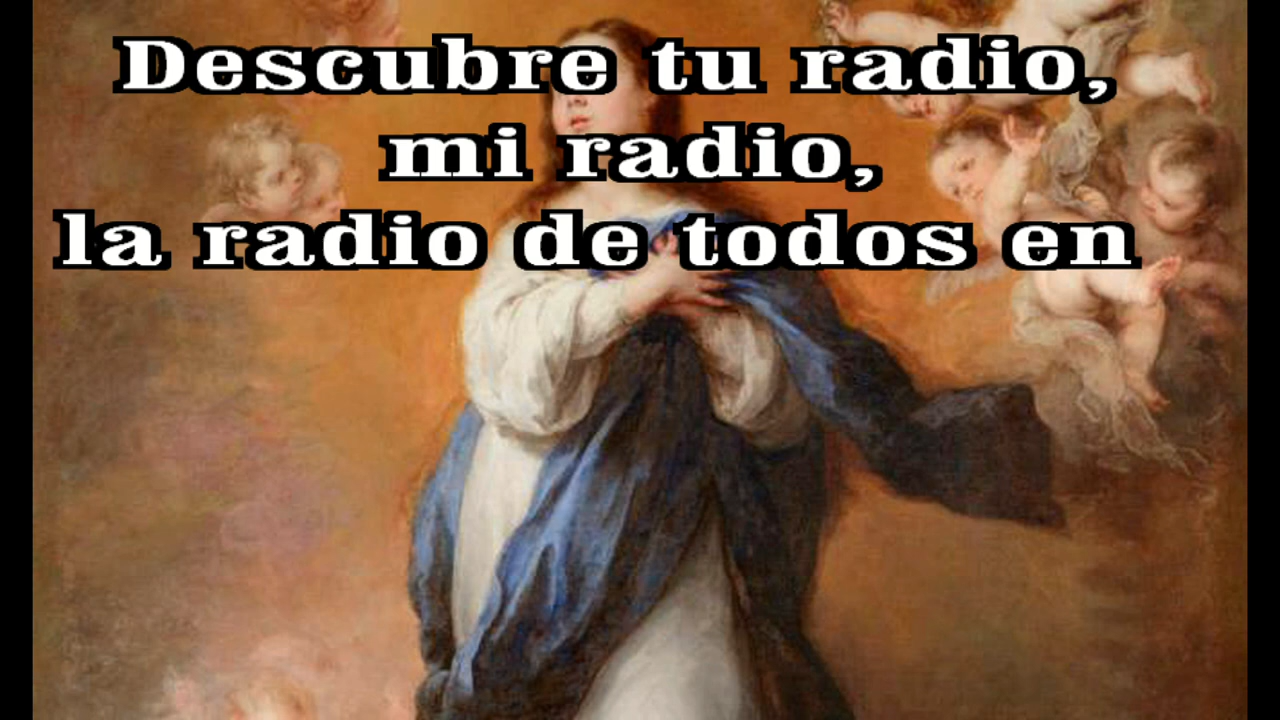 Descubre tu radio,
mi radio,
la radio de todos en